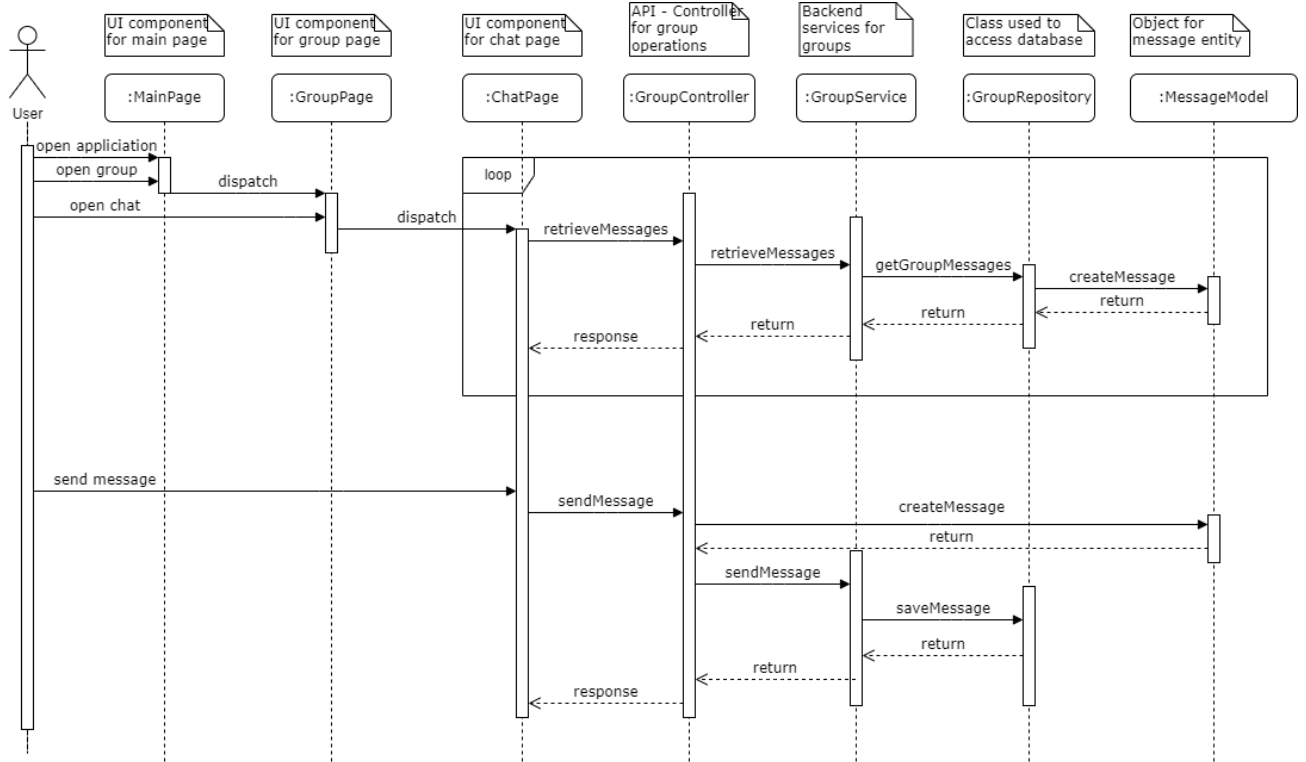 UI component
for main page
UI component
for group page
UI component
for chat page
API - Controller
for group
operations
Backend
services for
groups
Class used to
access database
Object for
message entity
User
:MainPage
:GroupPage
:ChatPage
:GroupController
:GroupService
:GroupRepository
:MessageModel
open appliciation
open group
dispatch
open chat
dispatch
loop
retrieveMessages
retrieveMessages
getGroupMessages
createMessage
return
return
return
response
send message
sendMessage
createMessage
return
sendMessage
saveMessage
return
return
response